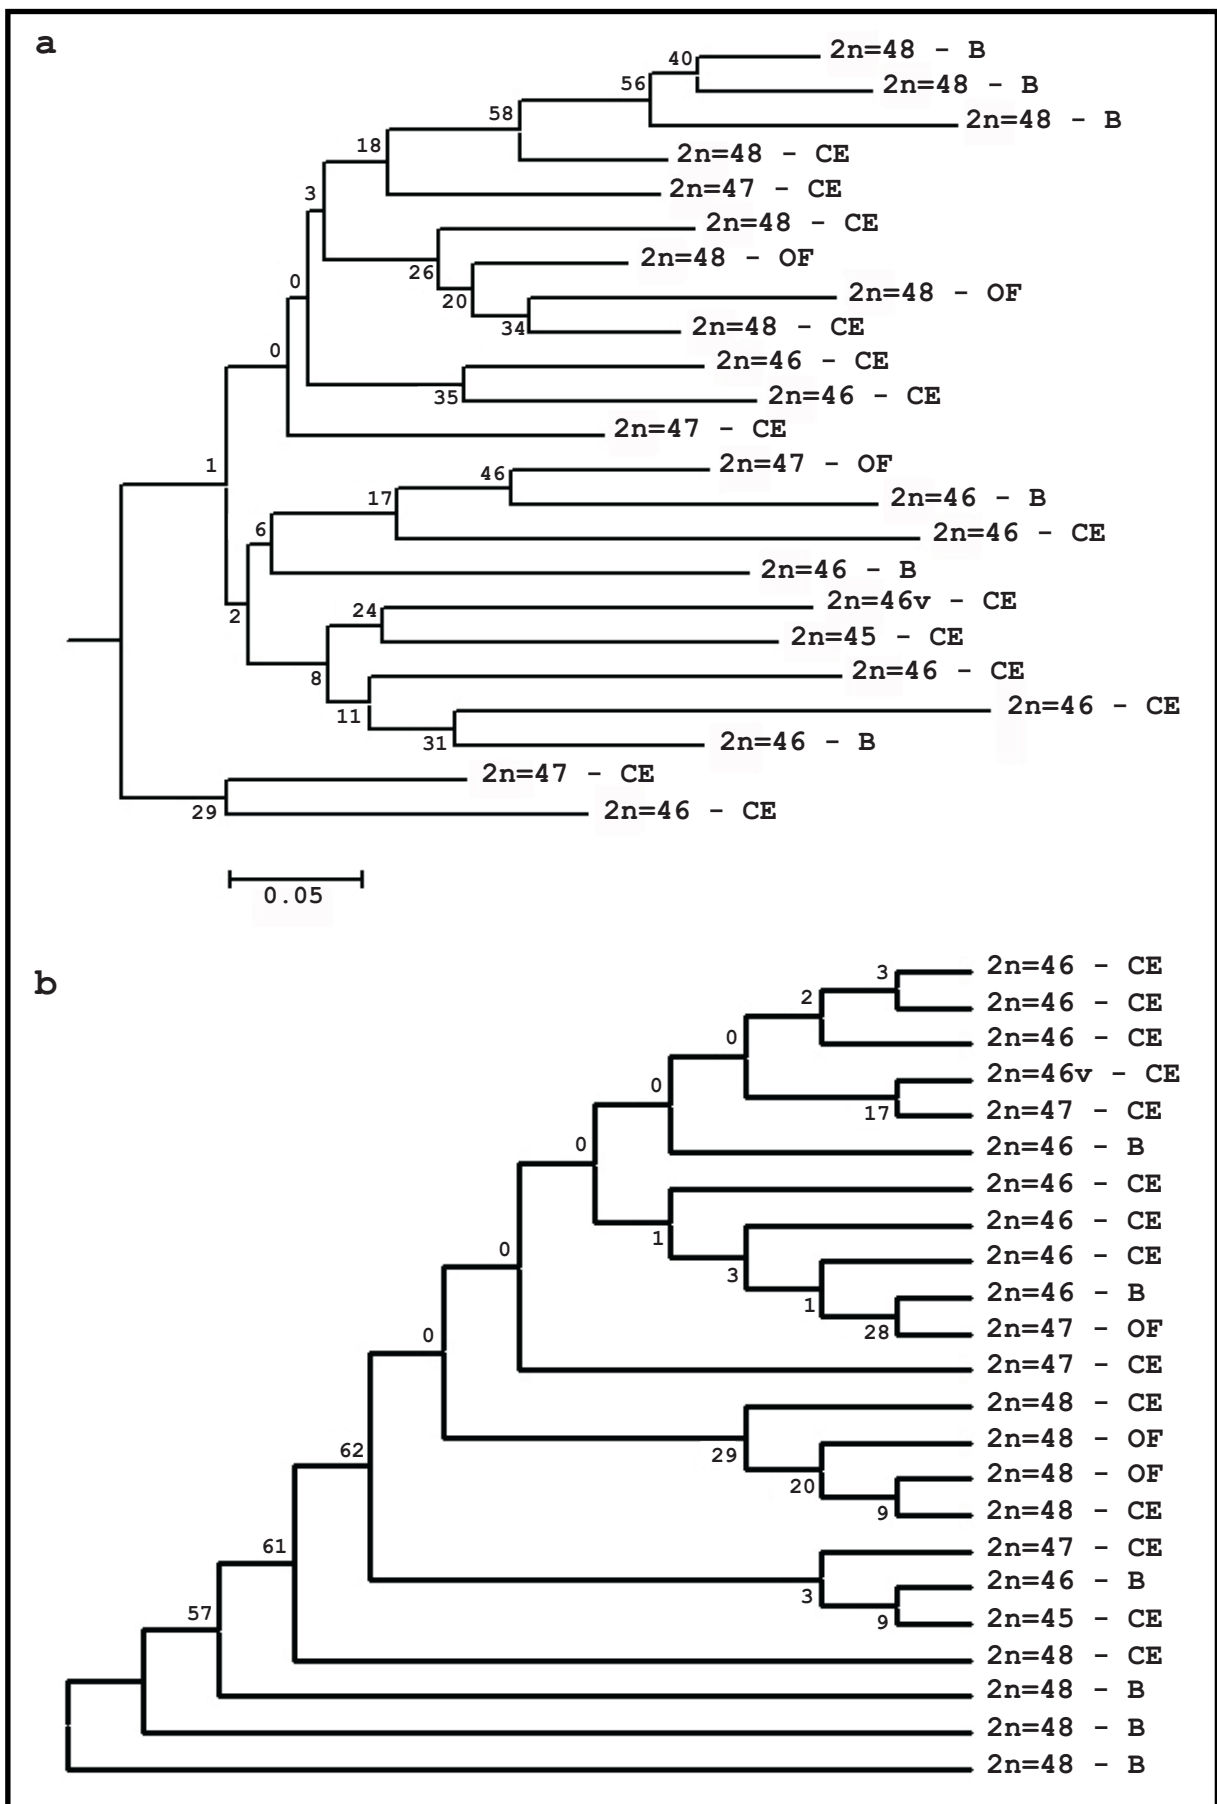 a
40 2n=48 - B
56 2n=48 - B
58 2n=48 - B
18 2n=48 - CE
3 2n=47 - CE
2n=48 - CE
26 2n=48 - OF
0 20 2n=48 - OF
34 2n=48 - CE
0 2n=46 - CE
35 2n=46 - CE
2n=47 - CE
1 46 2n=47 - OF
17 2n=46 - B
6 2n=46 - CE
2n=46 - B
2 24 2n=46v - CE
2n=45 - CE
8 2n=46 - CE
11 2n=46 - CE
31 2n=46 - B
2n=47 - CE
29 2n=46 - CE
0.05
b
3 2n=46 - CE
2 2n=46 - CE
0 2n=46 - CE
0 2n=46v - CE
17 2n=47 - CE
0 2n=46 - B
2n=46 - CE
1 2n=46 - CE
0 3 2n=46 - CE
1 2n=46 - B
28 2n=47 - OF
0 2n=47 - CE
2n=48 - CE
62 29 2n=48 - OF
20 2n=48 - OF
9 2n=48 - CE
61 2n=47 - CE
3 2n=46 - B
57 9 2n=45 - CE
2n=48 - CE
2n=48 - B
2n=48 - B
2n=48 - B